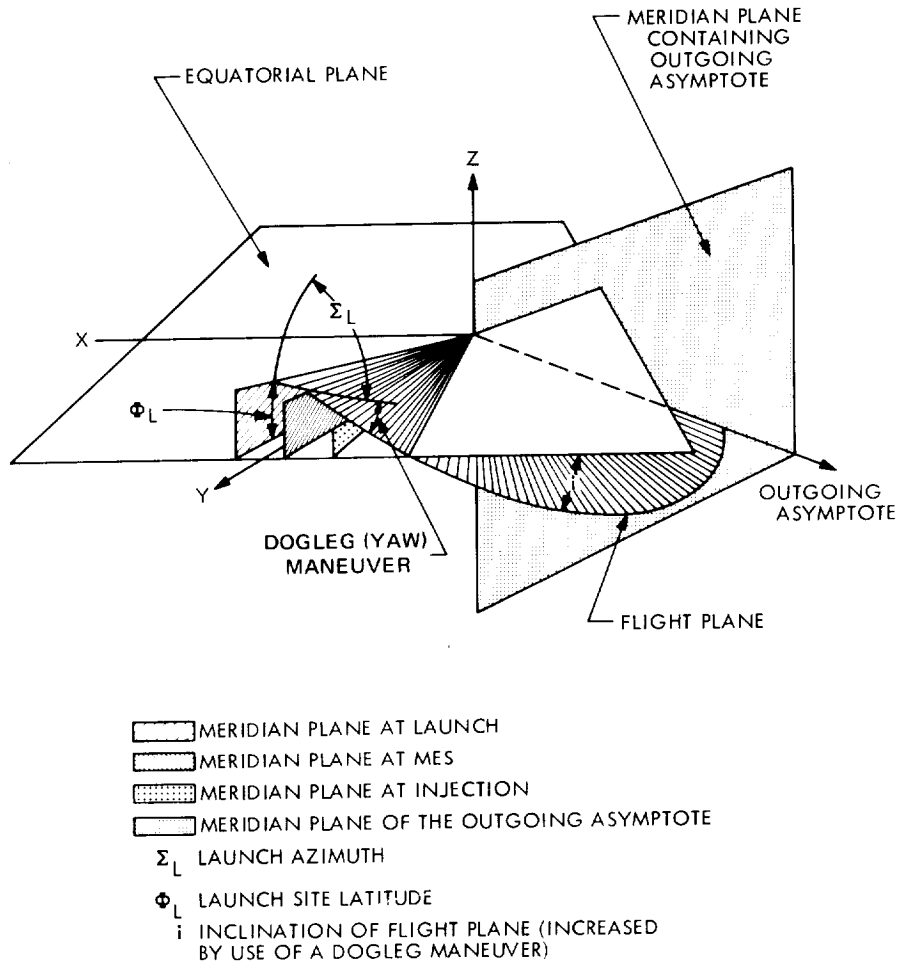 MERIDIAN PLANE
CONTAINING
OUTGOING
ASYMPTOTE
EQUATORIAL PLANE
Z
Σ_L
X
Φ_L
Y
i
OUTGOING
ASYMPTOTE
DOGLEG (YAW)
MANEUVER
FLIGHT PLANE
MERIDIAN PLANE AT LAUNCH
MERIDIAN PLANE AT MES
MERIDIAN PLANE AT INJECTION
MERIDIAN PLANE OF THE OUTGOING ASYMPTOTE
Σ_L LAUNCH AZIMUTH
Φ_L LAUNCH SITE LATITUDE
i INCLINATION OF FLIGHT PLANE (INCREASED
BY USE OF A DOGLEG MANEUVER)